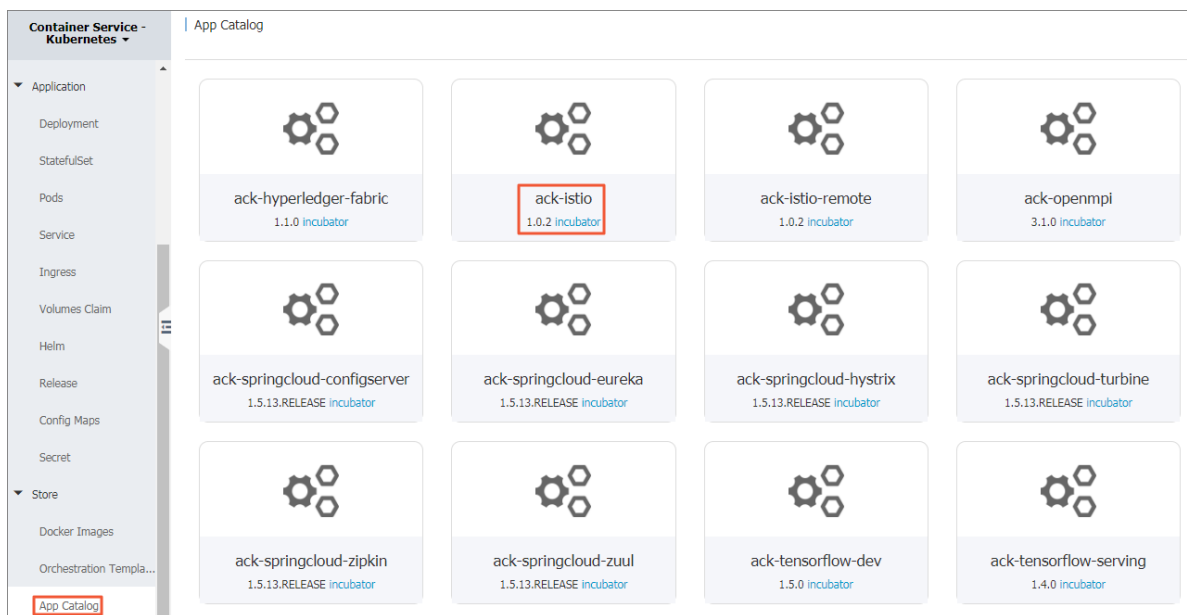 Container Service -
Kubernetes
App Catalog
Application
Deployment
StatefulSet
Pods
Service
Ingress
Volumes Claim
Helm
Release
Config Maps
Secret
Store
Docker Images
Orchestration Templa...
App Catalog
ack-hyperledger-fabric
1.1.0 incubator
ack-istio
1.0.2 incubator
ack-istio-remote
1.0.2 incubator
ack-openmpi
3.1.0 incubator
ack-springcloud-configserver
1.5.13.RELEASE incubator
ack-springcloud-eureka
1.5.13.RELEASE incubator
ack-springcloud-hystrix
1.5.13.RELEASE incubator
ack-springcloud-turbine
1.5.13.RELEASE incubator
ack-springcloud-zipkin
1.5.13.RELEASE incubator
ack-springcloud-zuul
1.5.13.RELEASE incubator
ack-tensorflow-dev
1.5.0 incubator
ack-tensorflow-serving
1.4.0 incubator